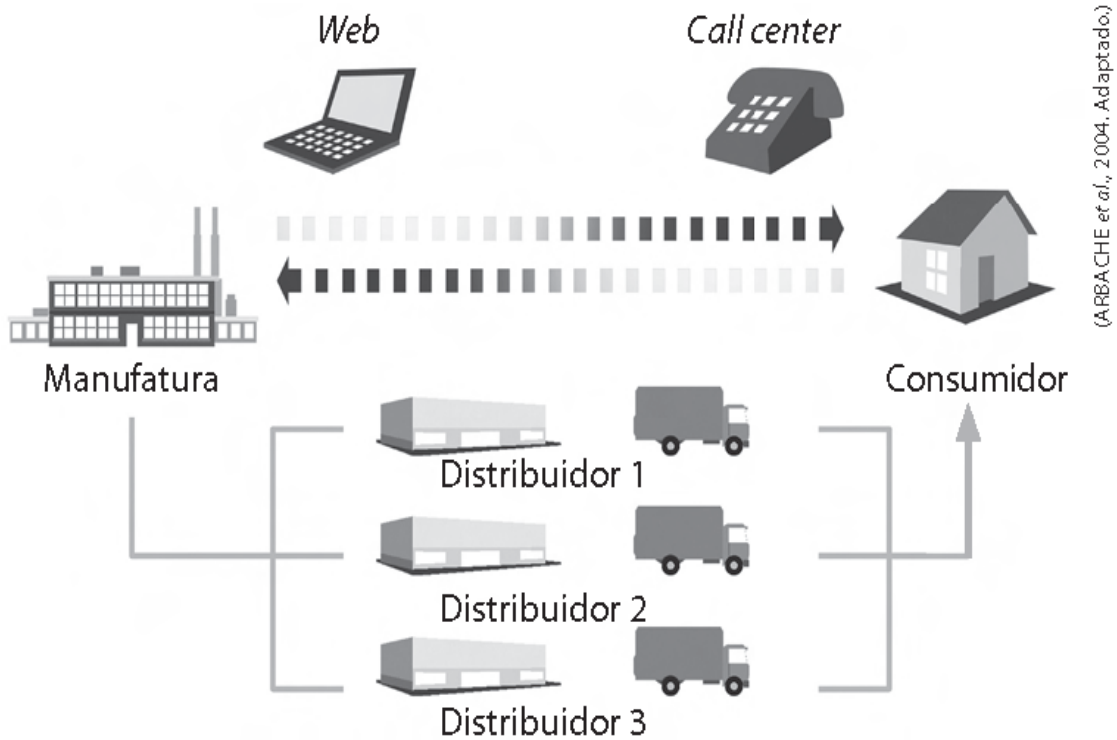 Web
Call center
Manufatura
Consumidor
Distribuidor 1
Distribuidor 2
Distribuidor 3
(ARBACHE et al., 2004. Adaptado.)